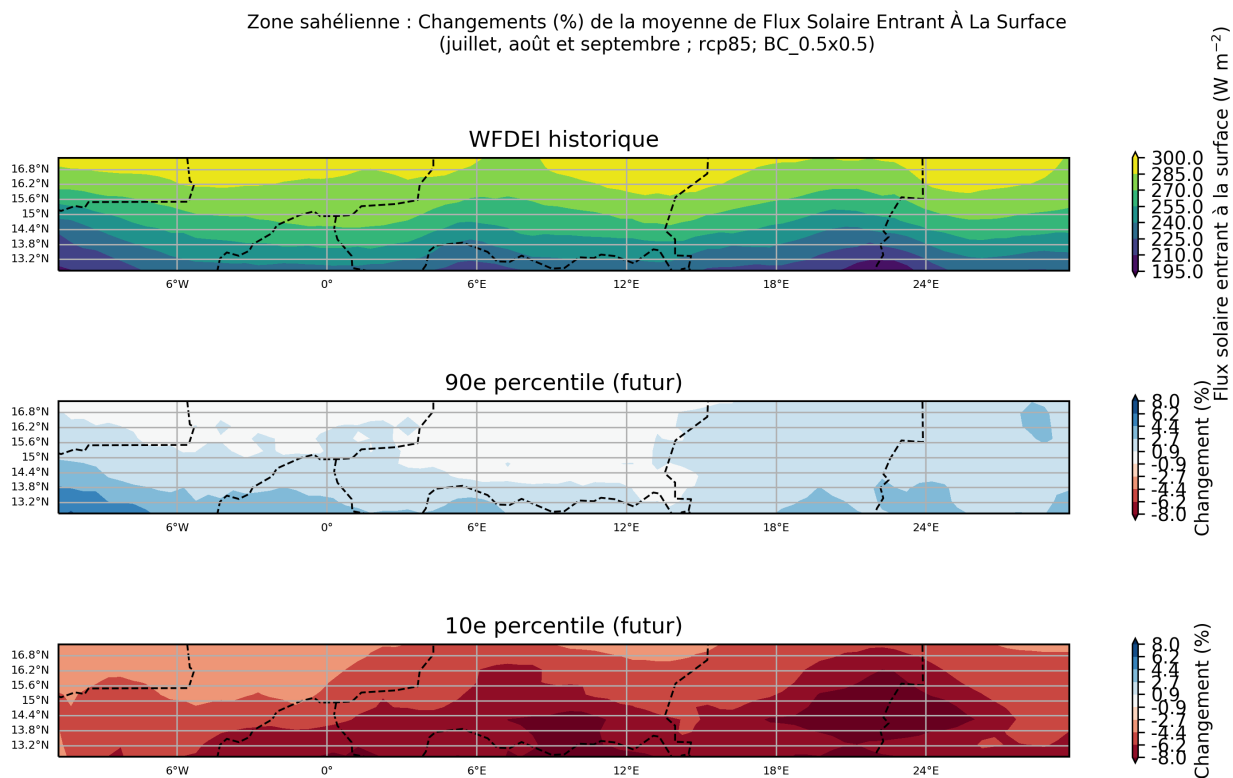 Zone sahélienne : Changements (%) de la moyenne de Flux Solaire Entrant À La Surface
(juillet, août et septembre ; rcp85; BC_0.5x0.5)
WFDEI historique
16.8°N
16.2°N
15.6°N
15°N
14.4°N
13.8°N
13.2°N
6°W
0°
6°E
12°E
18°E
24°E
300.0
285.0
270.0
255.0
240.0
225.0
210.0
195.0
Flux solaire entrant à la surface (W m⁻²)
90e percentile (futur)
16.8°N
16.2°N
15.6°N
15°N
14.4°N
13.8°N
13.2°N
6°W
0°
6°E
12°E
18°E
24°E
8.0
6.2
4.4
2.7
0.9
-0.9
-2.7
-4.4
-6.2
-8.0
Changement (%)
10e percentile (futur)
16.8°N
16.2°N
15.6°N
15°N
14.4°N
13.8°N
13.2°N
6°W
0°
6°E
12°E
18°E
24°E
8.0
6.2
4.4
2.7
0.9
-0.9
-2.7
-4.4
-6.2
-8.0
Changement (%)